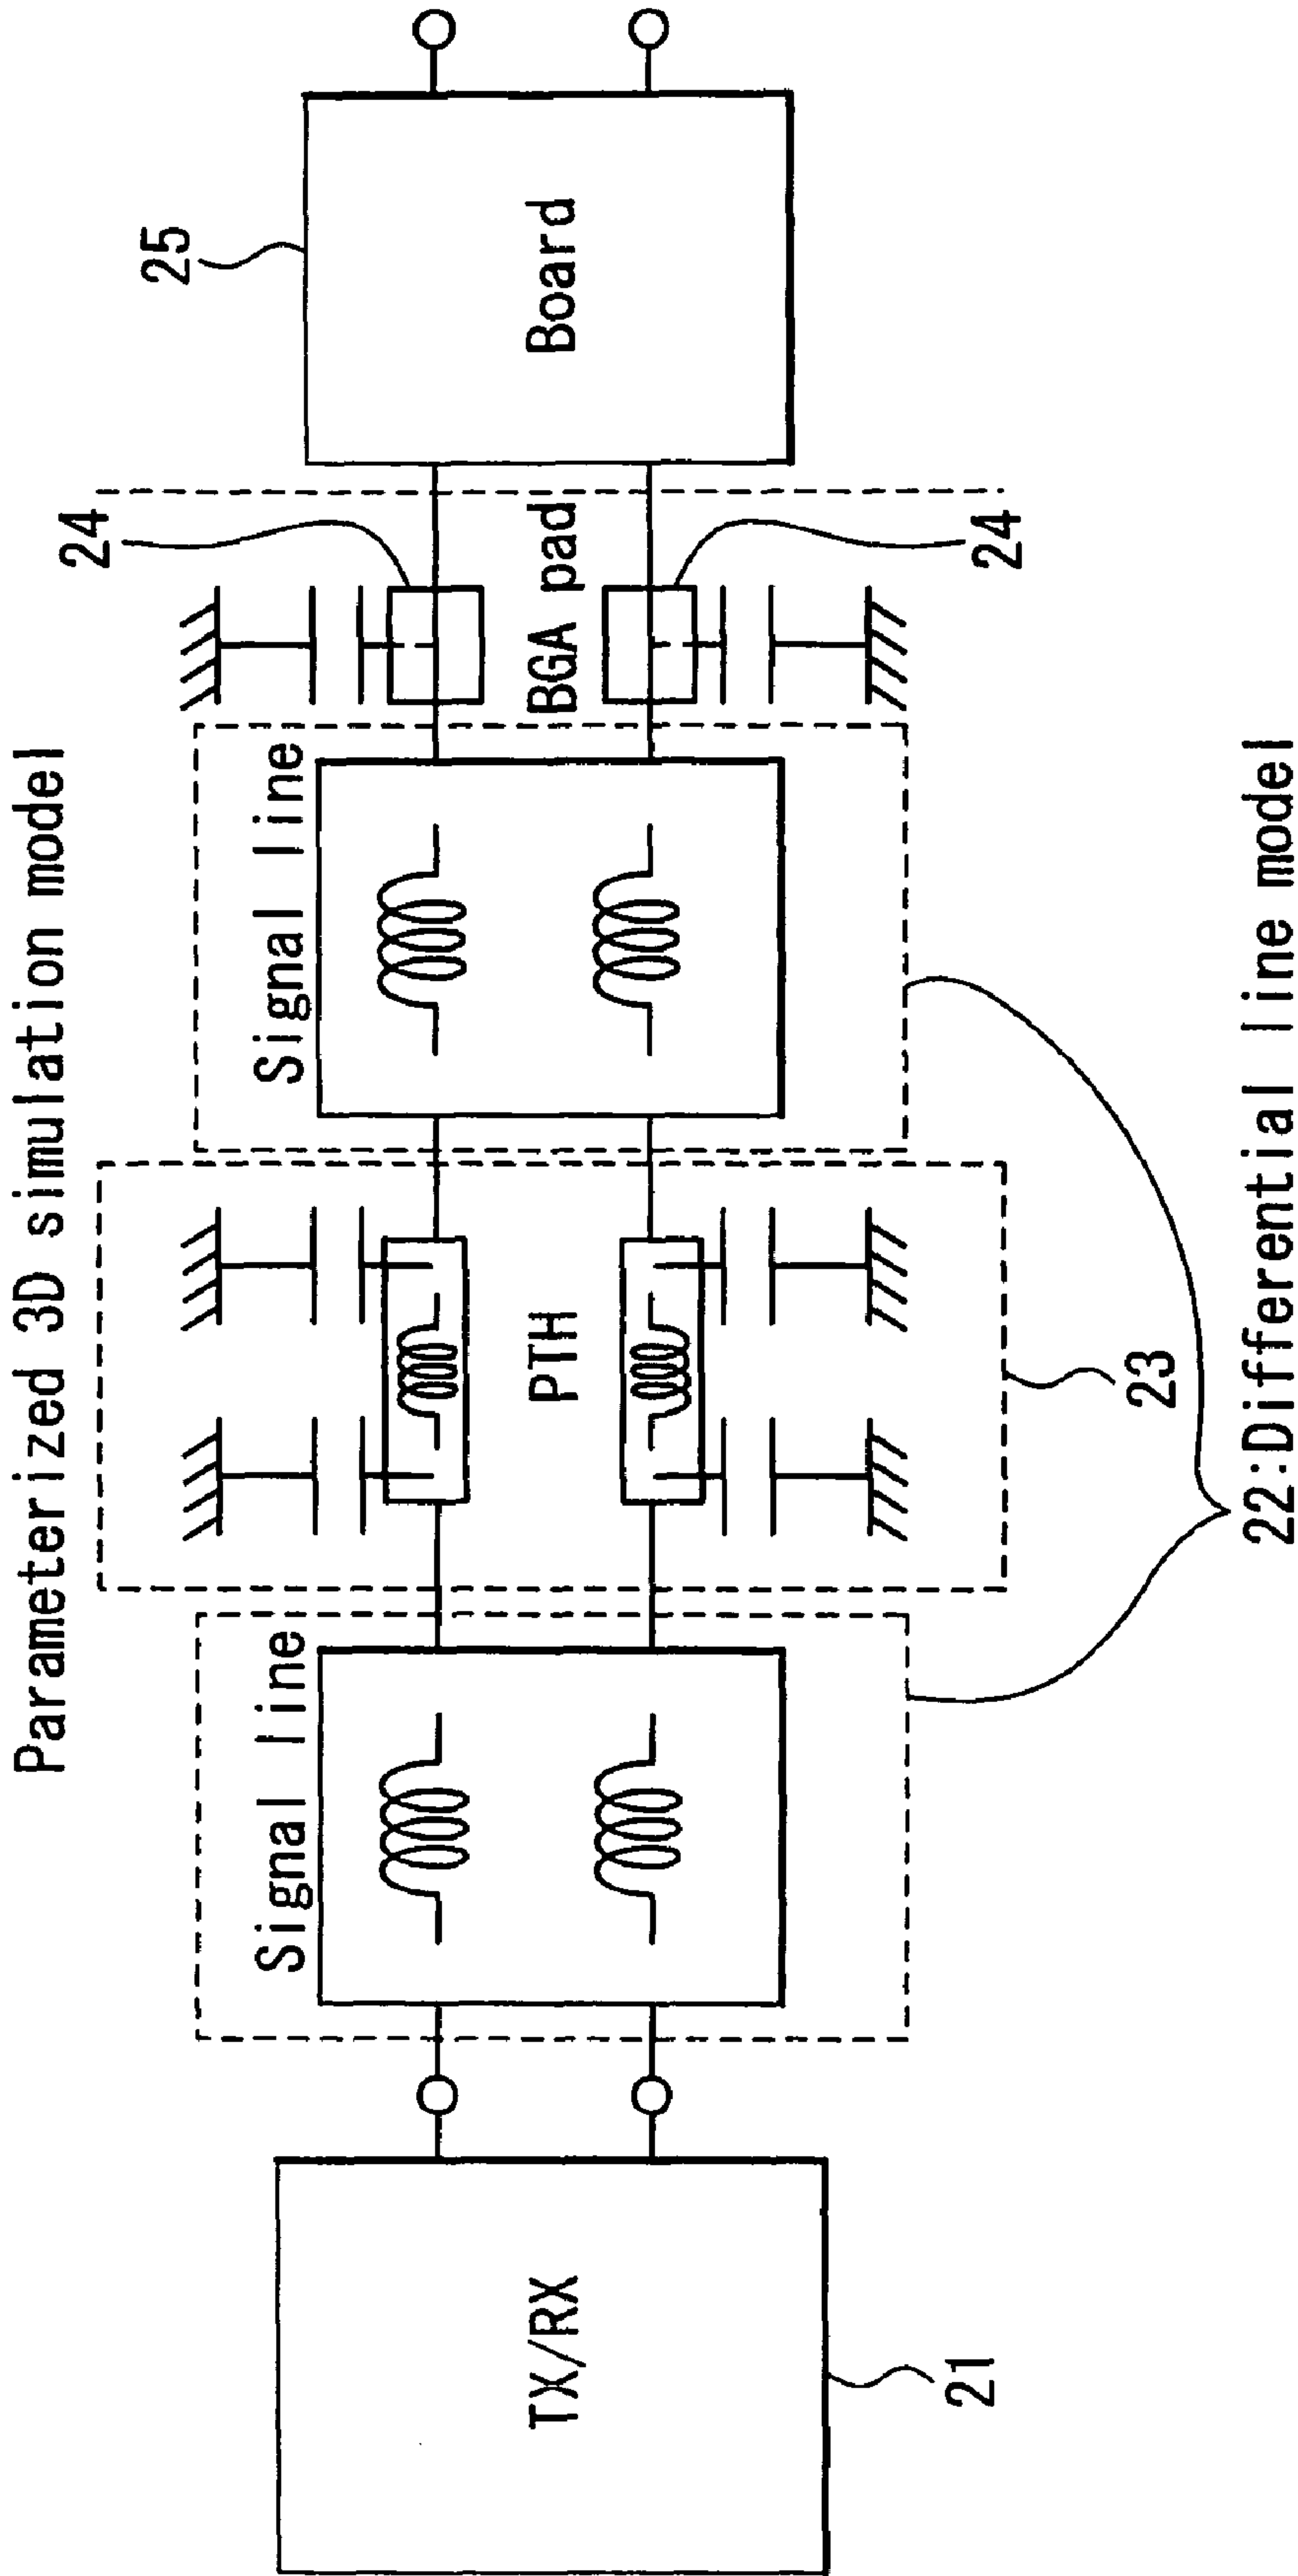 Parameterized 3D simulation model
25
24
Signal line
Signal line
TX/RX
PTH
BGA pad
Board
24
21
23
22:Differential line model